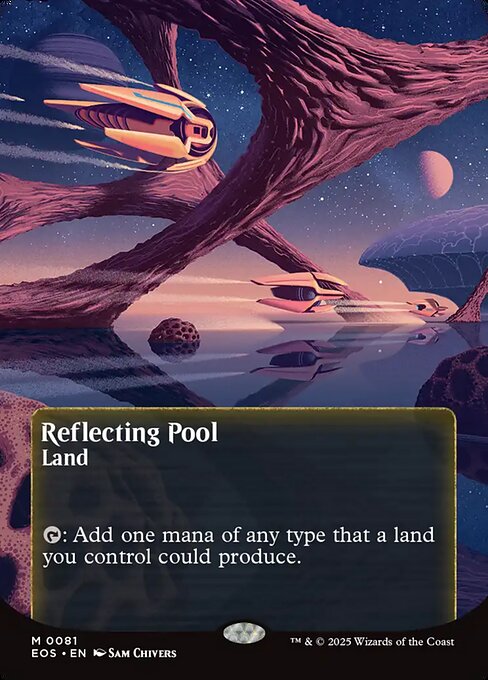 Reflecting Pool
Land
: Add one mana of any type that a land
you control could produce.
M 0081
EOS • EN Sam Chivers
™ & © 2025 Wizards of the Coast